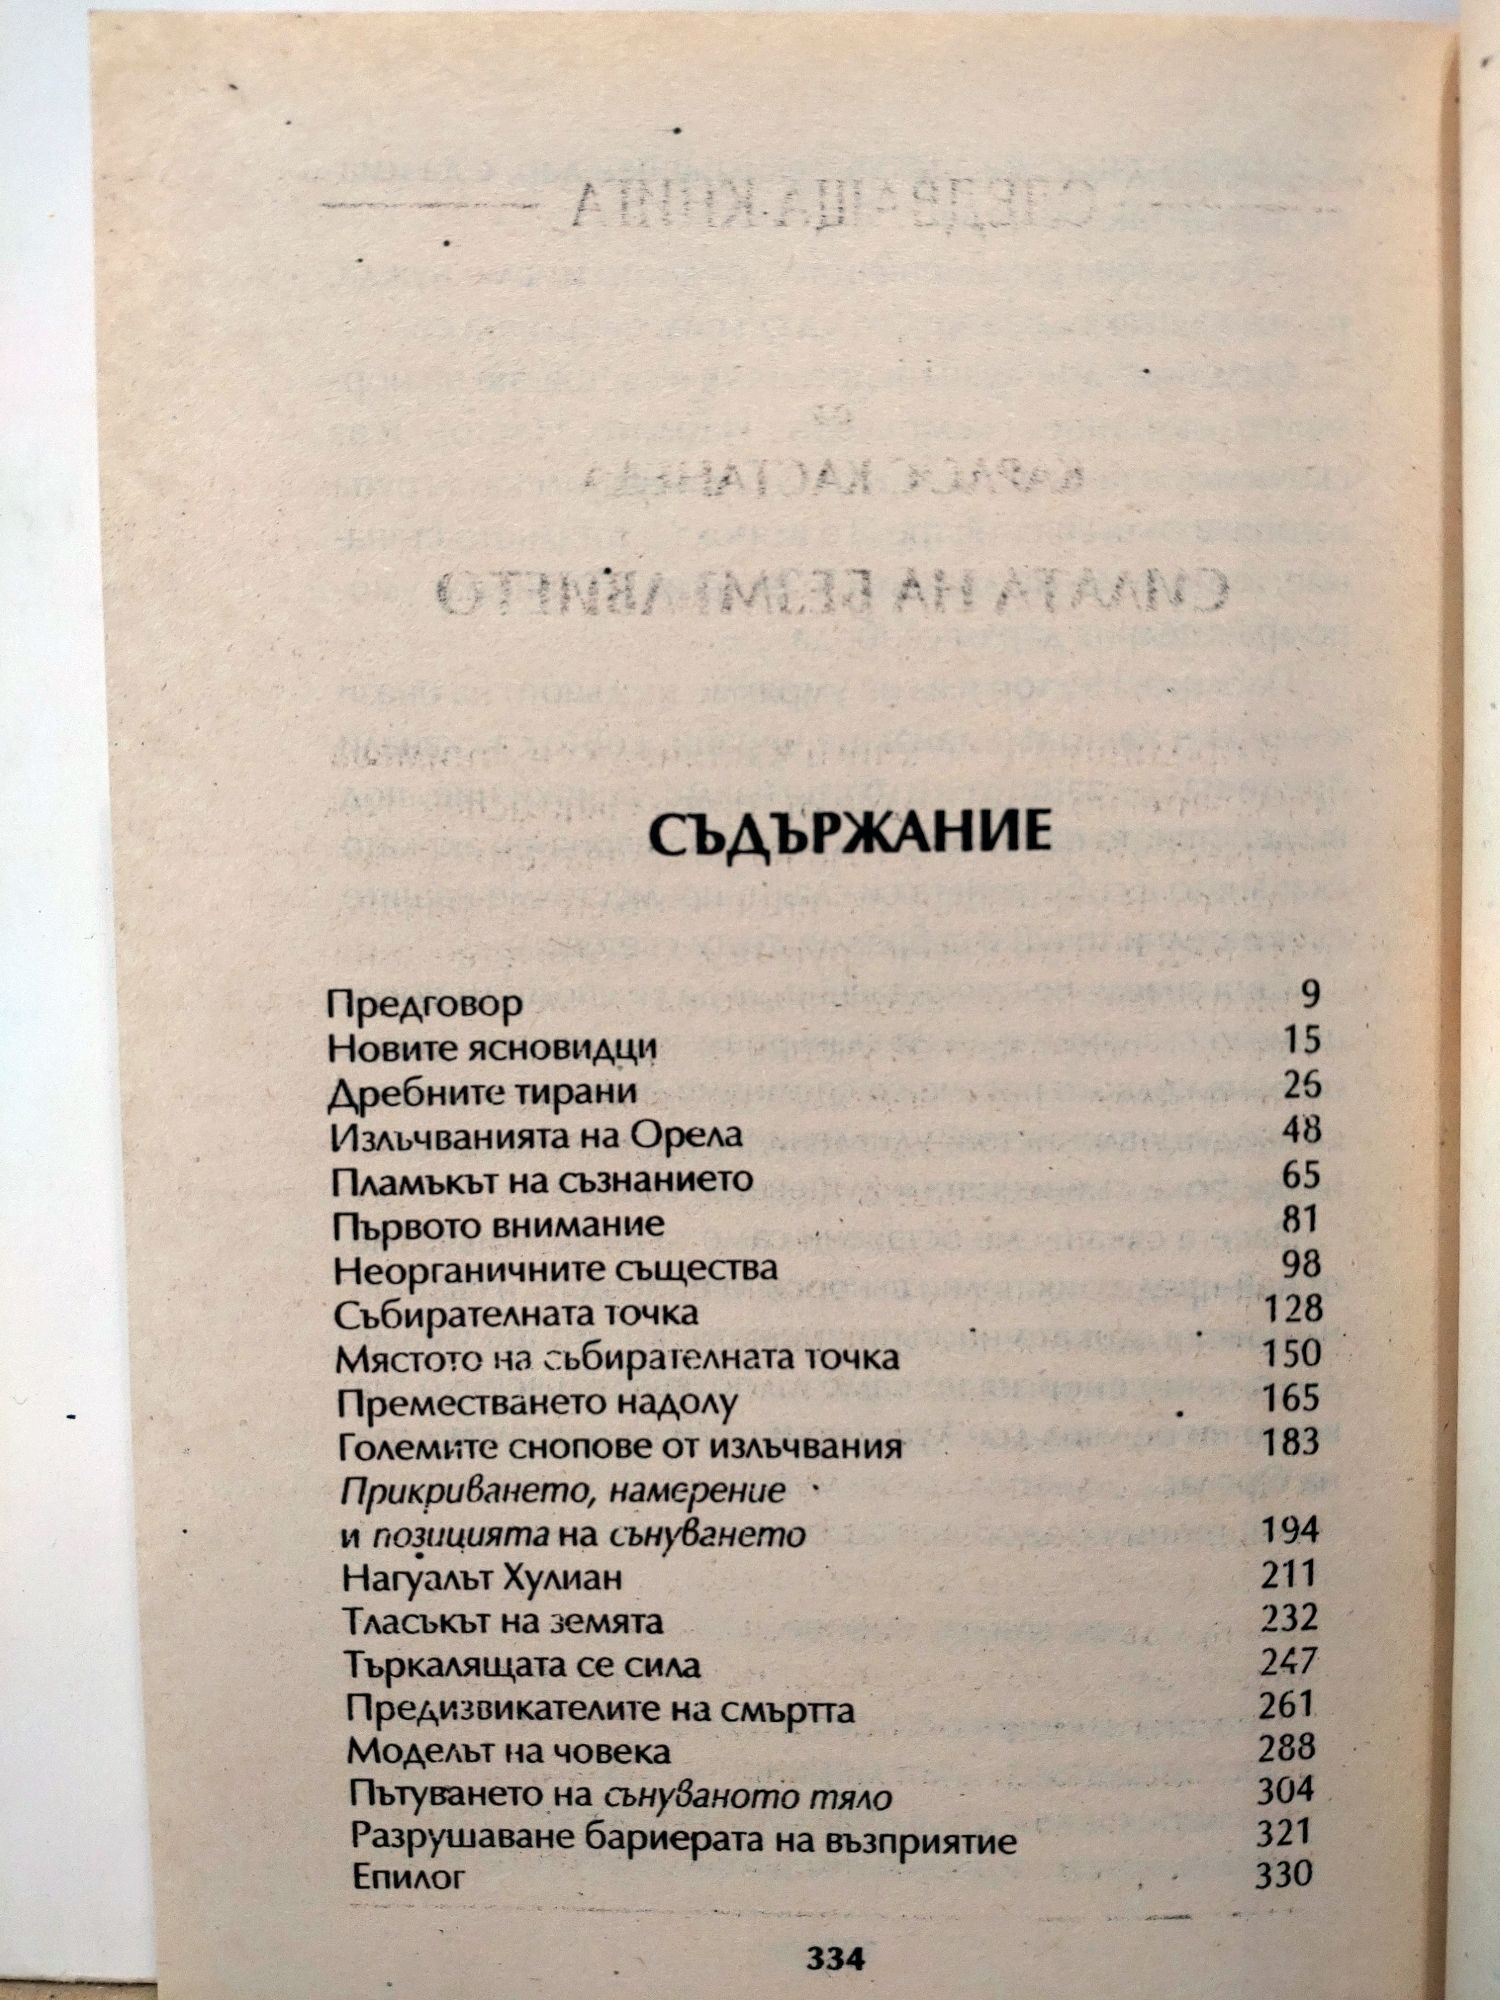 СЪДЪРЖАНИЕ
Предговор 9
Новите ясновидци 15
Дребните тирани 26
Излъчванията на Орела 48
Пламъкът на съзнанието 65
Първото внимание 81
Неорганичните същества 98
Събирателната точка 128
Мястото на събирателната точка 150
Преместването надолу 165
Големите снопове от излъчвания 183
Прикриването, намерение
и позицията на сънуването 194
Нагуалът Хулиан 211
Тласъкът на земята 232
Търкалящата се сила 247
Предизвикателите на смъртта 261
Моделът на човека 288
Пътуването на сънуваното тяло 304
Разрушаване бариерата на възприятие 321
Епилог 330
334